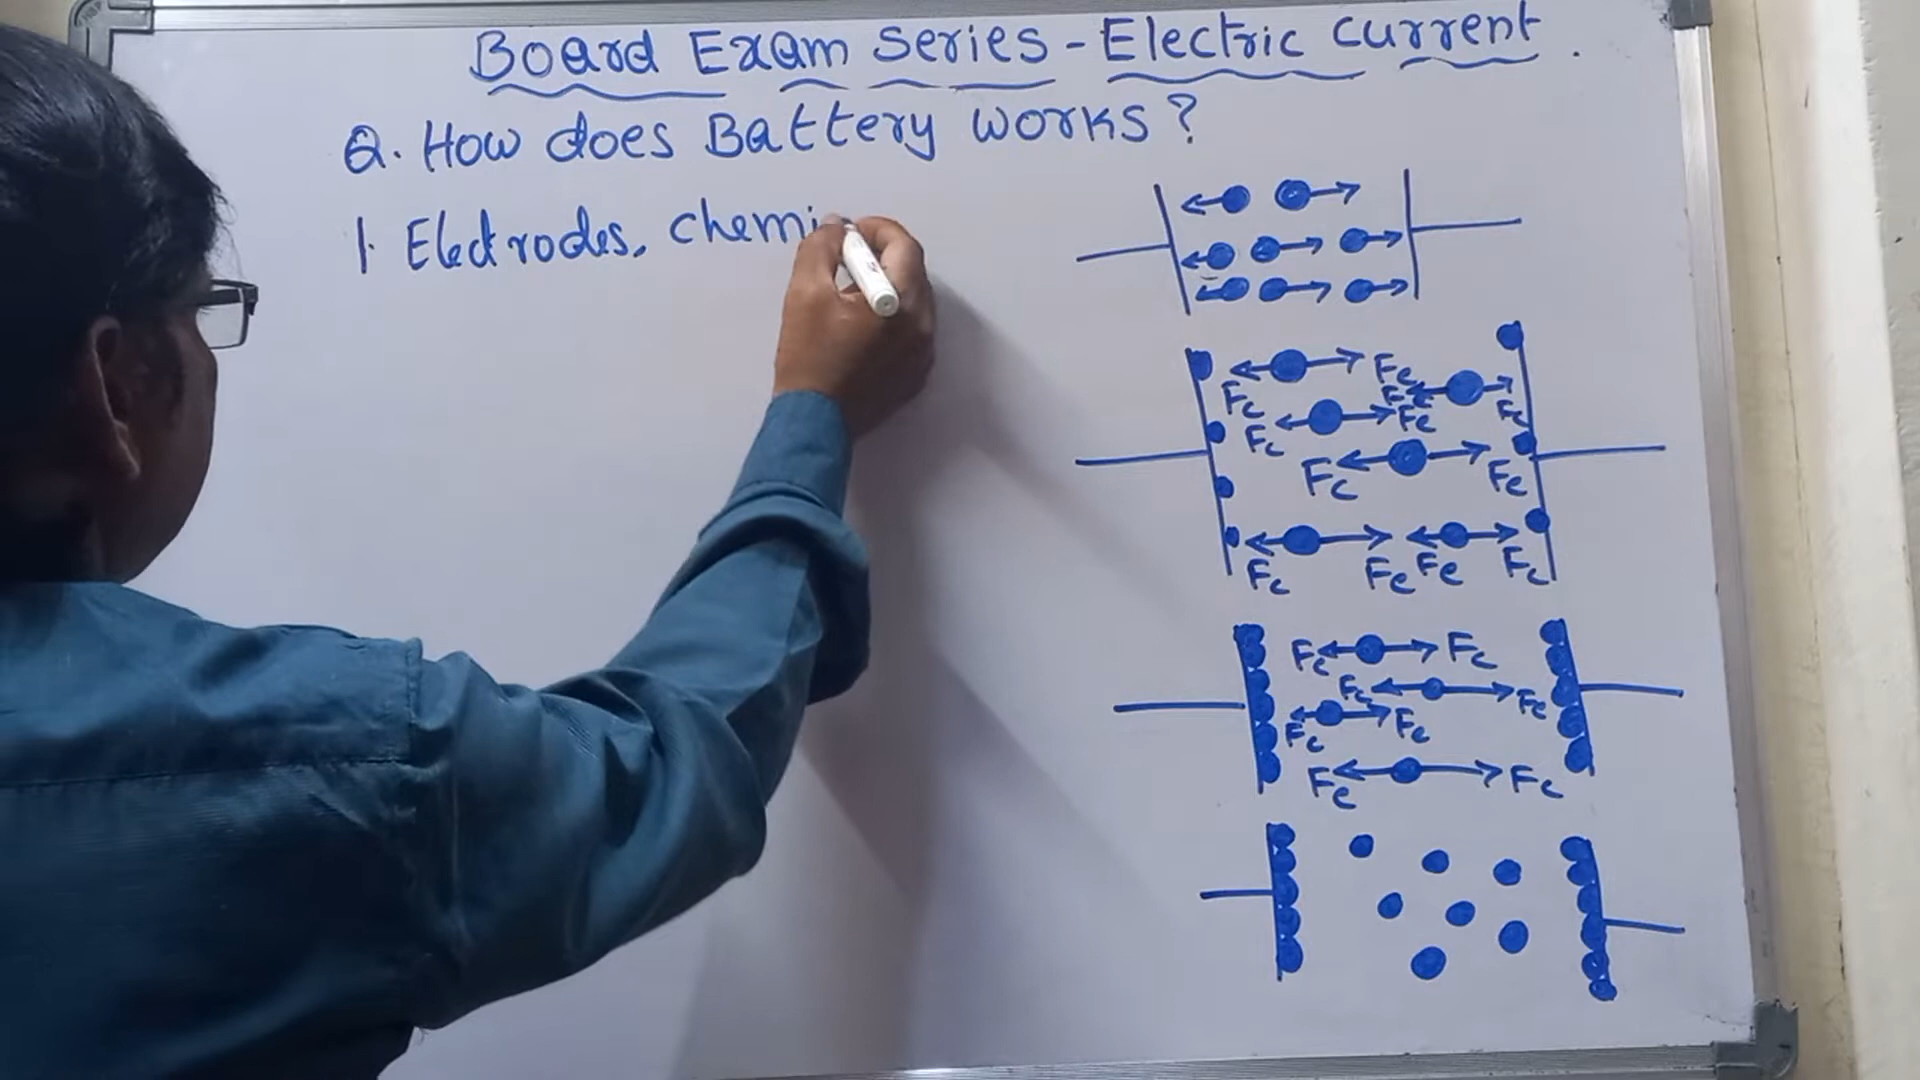 Board Exam Series - Electric Current.
Q. How does Battery works?
1. Electrodes, chemi
Fc Fe Fe Fc
Fc Fe
Fc Fe
Fc Fe Fe Fc
Fc Fc
Fc Fe
Fc Fc
Fe Fc